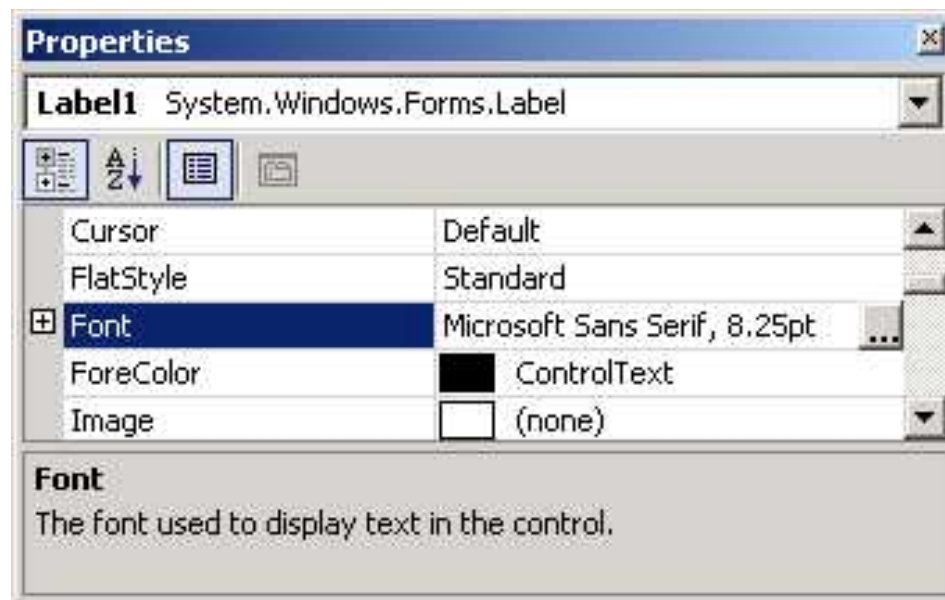 Properties
Label1 System.Windows.Forms.Label
Cursor Default
FlatStyle Standard
Font Microsoft Sans Serif, 8.25pt ...
ForeColor ControlText
Image (none)
Font
The font used to display text in the control.